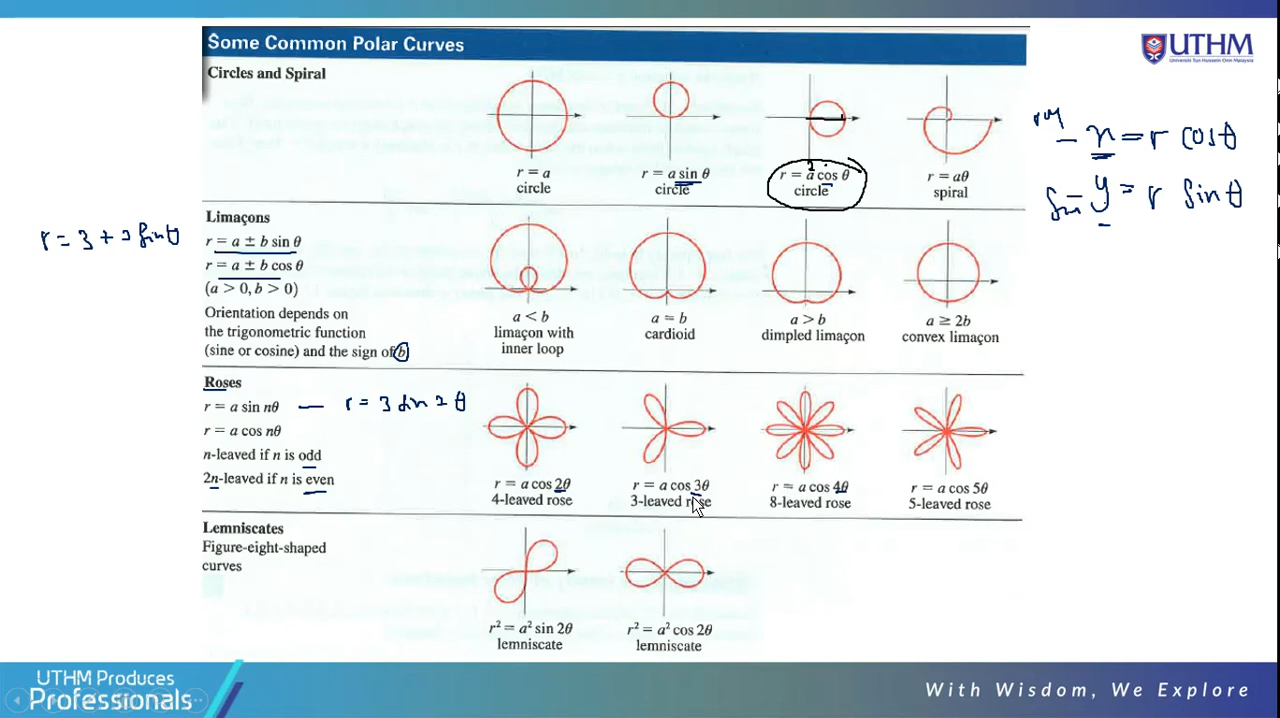 Some Common Polar Curves
UTHM
Universiti Tun Hussein Onn Malaysia
Circles and Spiral
r = a
circle
r = a sin θ
circle
r = a cos θ
circle
r = aθ
spiral
x = r cos θ
y = r sin θ
r = 3 + 3 sin θ
Limaçons
r = a ± b sin θ
r = a ± b cos θ
(a > 0, b > 0)
Orientation depends on
the trigonometric function
(sine or cosine) and the sign of b
a < b
limaçon with
inner loop
a = b
cardioid
a > b
dimpled limaçon
a ≥ 2b
convex limaçon
Roses
r = a sin nθ — r = 3 sin 2θ
r = a cos nθ
n-leaved if n is odd
2n-leaved if n is even
r = a cos 2θ
4-leaved rose
r = a cos 3θ
3-leaved rose
r = a cos 4θ
8-leaved rose
r = a cos 5θ
5-leaved rose
Lemniscates
Figure-eight-shaped
curves
r² = a² sin 2θ
lemniscate
r² = a² cos 2θ
lemniscate
UTHM Produces
Professionals
With Wisdom, We Explore